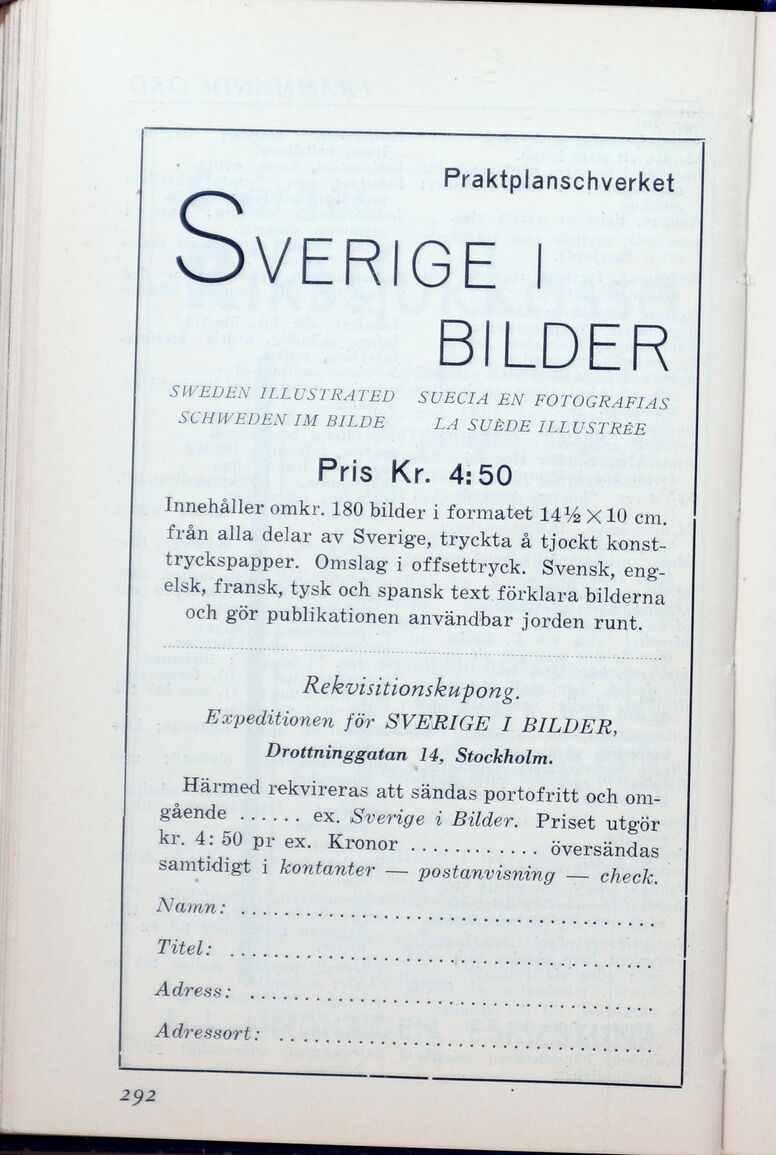 Praktplanschverket
SVERIGE I
BILDER
SWEDEN ILLUSTRATED SUECIA EN FOTOGRAFIAS
SCHWEDEN IM BILDE LA SUÈDE ILLUSTRÉE
Pris Kr. 4:50
Innehåller omkr. 180 bilder i formatet 14½×10 cm.
från alla delar av Sverige, tryckta å tjockt konst-
tryckspapper. Omslag i offsettryck. Svensk, eng-
elsk, fransk, tysk och spansk text förklara bilderna
och gör publikationen användbar jorden runt.
Rekvisitionskupong.
Expeditionen för SVERIGE I BILDER,
Drottninggatan 14, Stockholm.
Härmed rekvireras att sändas portofritt och om-
gående ...... ex. Sverige i Bilder. Priset utgör
kr. 4: 50 pr ex. Kronor ............ översändas
samtidigt i kontanter — postanvisning — check.
Namn: ........................................
Titel: ........................................
Adress: ........................................
Adressort: ........................................
292